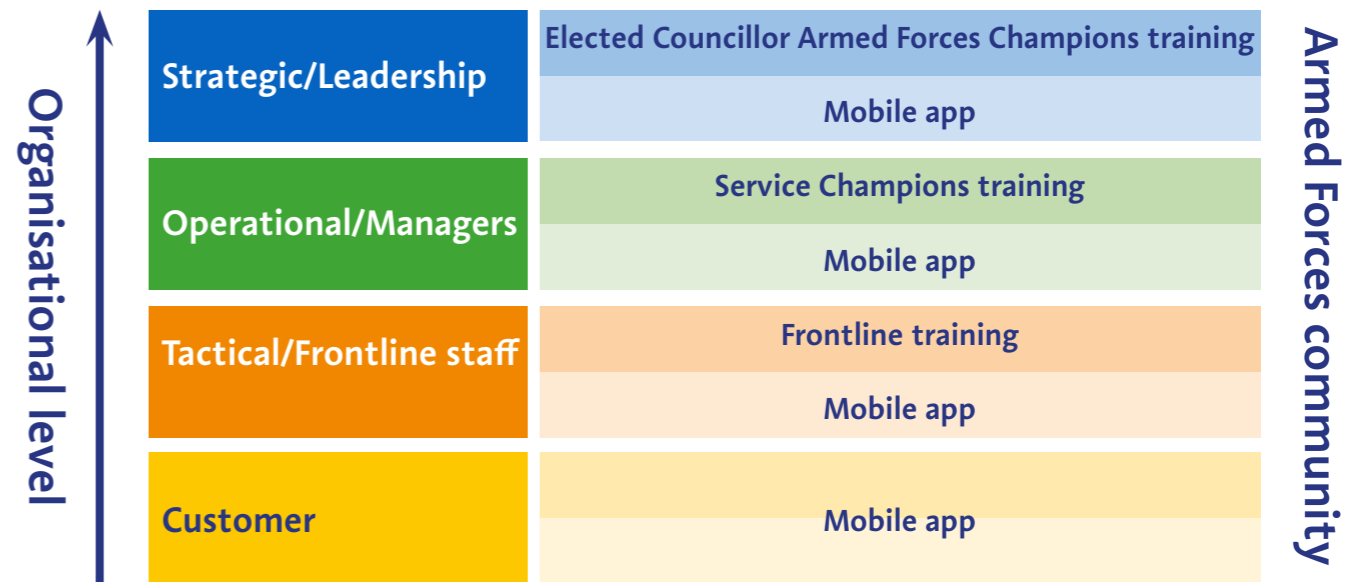 Organisational level
Strategic/Leadership
Elected Councillor Armed Forces Champions training
Mobile app
Operational/Managers
Service Champions training
Mobile app
Tactical/Frontline staff
Frontline training
Mobile app
Customer
Mobile app
Armed Forces community